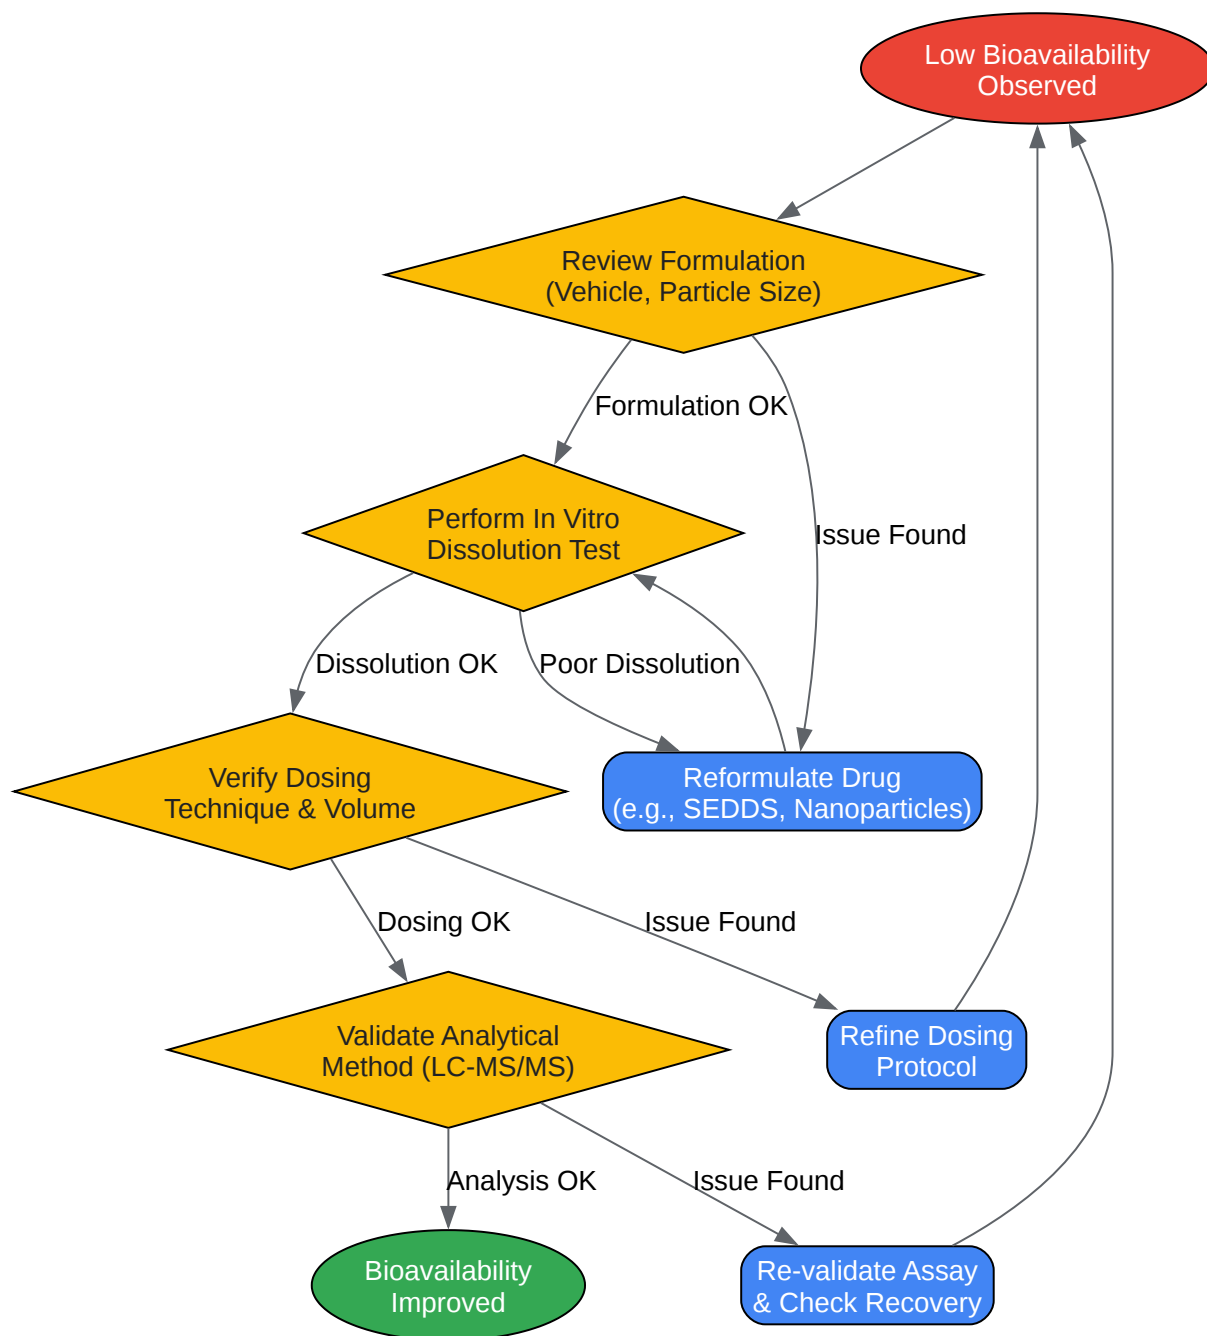 Low Bioavailability
Observed
Review Formulation
(Vehicle, Particle Size)
Formulation OK
Perform In Vitro
Dissolution Test
Issue Found
Dissolution OK
Poor Dissolution
Verify Dosing
Technique & Volume
Reformulate Drug
(e.g., SEDDS, Nanoparticles)
Dosing OK
Issue Found
Validate Analytical
Method (LC-MS/MS)
Refine Dosing
Protocol
Analysis OK
Issue Found
Bioavailability
Improved
Re-validate Assay
& Check Recovery